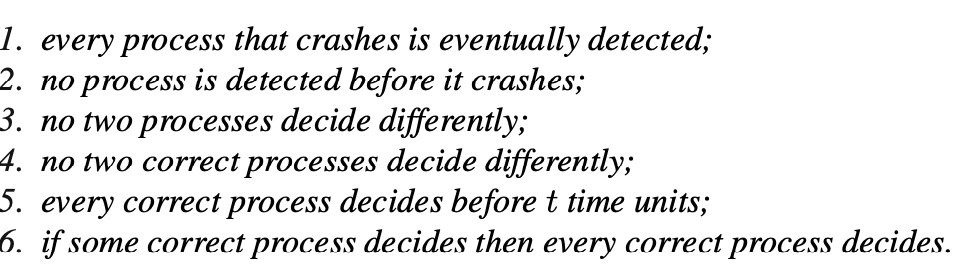 1. every process that crashes is eventually detected;
2. no process is detected before it crashes;
3. no two processes decide differently;
4. no two correct processes decide differently;
5. every correct process decides before t time units;
6. if some correct process decides then every correct process decides.